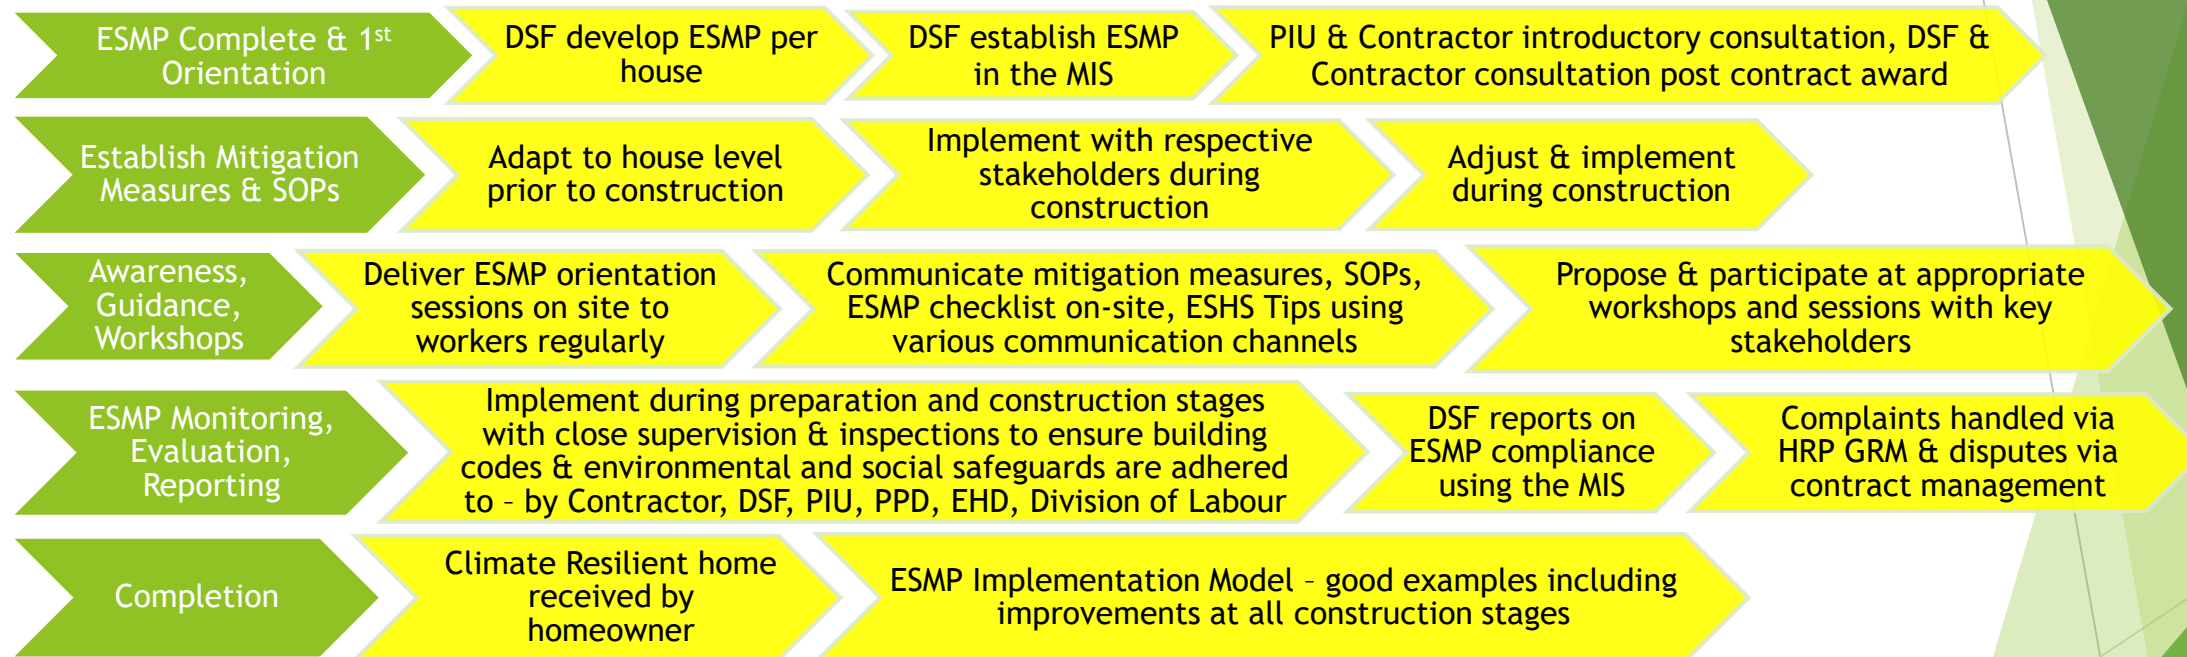 ESMP Complete & 1st
Orientation
DSF develop ESMP per
house
DSF establish ESMP
in the MIS
PIU & Contractor introductory consultation, DSF &
Contractor consultation post contract award
Establish Mitigation
Measures & SOPs
Adapt to house level
prior to construction
Implement with respective
stakeholders during
construction
Adjust & implement
during construction
Awareness,
Guidance,
Workshops
Deliver ESMP orientation
sessions on site to
workers regularly
Communicate mitigation measures, SOPs,
ESMP checklist on-site, ESHS Tips using
various communication channels
Propose & participate at appropriate
workshops and sessions with key
stakeholders
ESMP Monitoring,
Evaluation,
Reporting
Implement during preparation and construction stages
with close supervision & inspections to ensure building
codes & environmental and social safeguards are adhered
to – by Contractor, DSF, PIU, PPD, EHD, Division of Labour
DSF reports on
ESMP compliance
using the MIS
Complaints handled via
HRP GRM & disputes via
contract management
Completion
Climate Resilient home
received by
homeowner
ESMP Implementation Model – good examples including
improvements at all construction stages